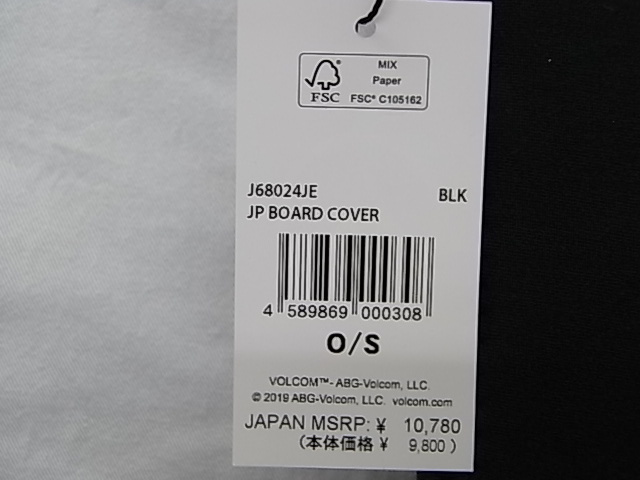 MIX
Paper
FSC
FSC® C105162
J68024JE
BLK
JP BOARD COVER
4 589869 000308
O/S
VOLCOM™- ABG-Volcom, LLC.
© 2019 ABG-Volcom, LLC. volcom.com
JAPAN MSRP: ¥ 10,780
(本体価格 ¥ 9,800 )